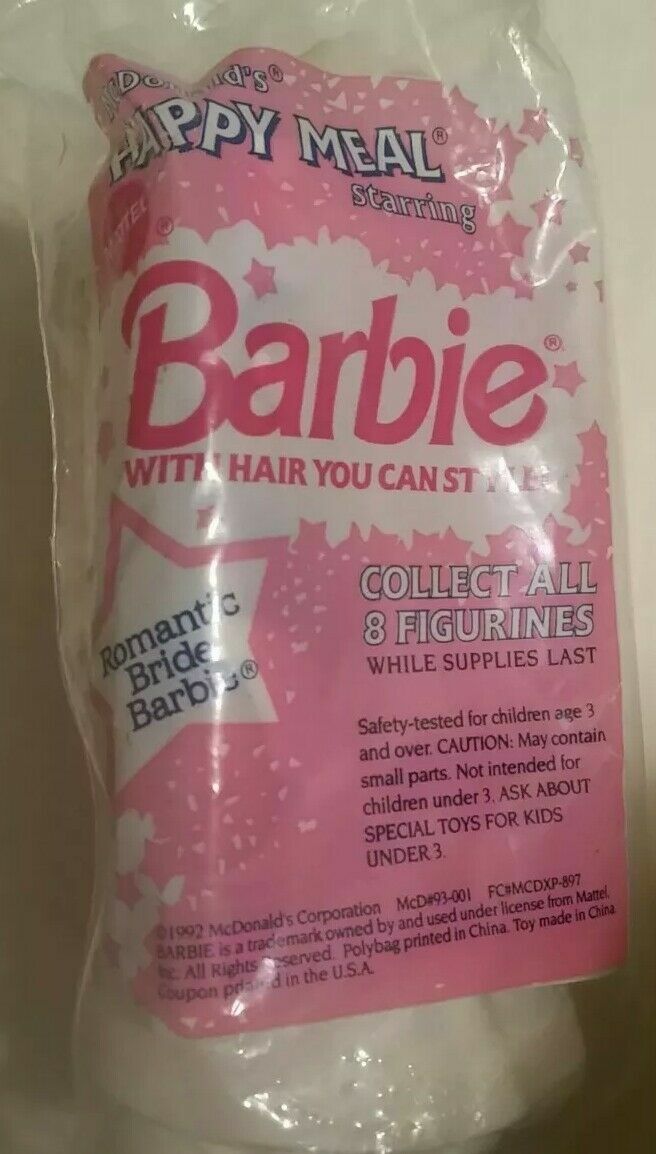 McDonald's®
HAPPY MEAL®
starring
MATTEL ®
Barbie®
WITH HAIR YOU CAN STYLE!
COLLECT ALL
8 FIGURINES
WHILE SUPPLIES LAST
Romantic
Bride
Barbie®
Safety-tested for children age 3
and over. CAUTION: May contain
small parts. Not intended for
children under 3. ASK ABOUT
SPECIAL TOYS FOR KIDS
UNDER 3.
©1992 McDonald's Corporation McD#93-001 FC#MCDXP-897
BARBIE is a trademark owned by and used under license from Mattel,
Inc. All Rights Reserved. Polybag printed in China. Toy made in China.
Coupon printed in the U.S.A.